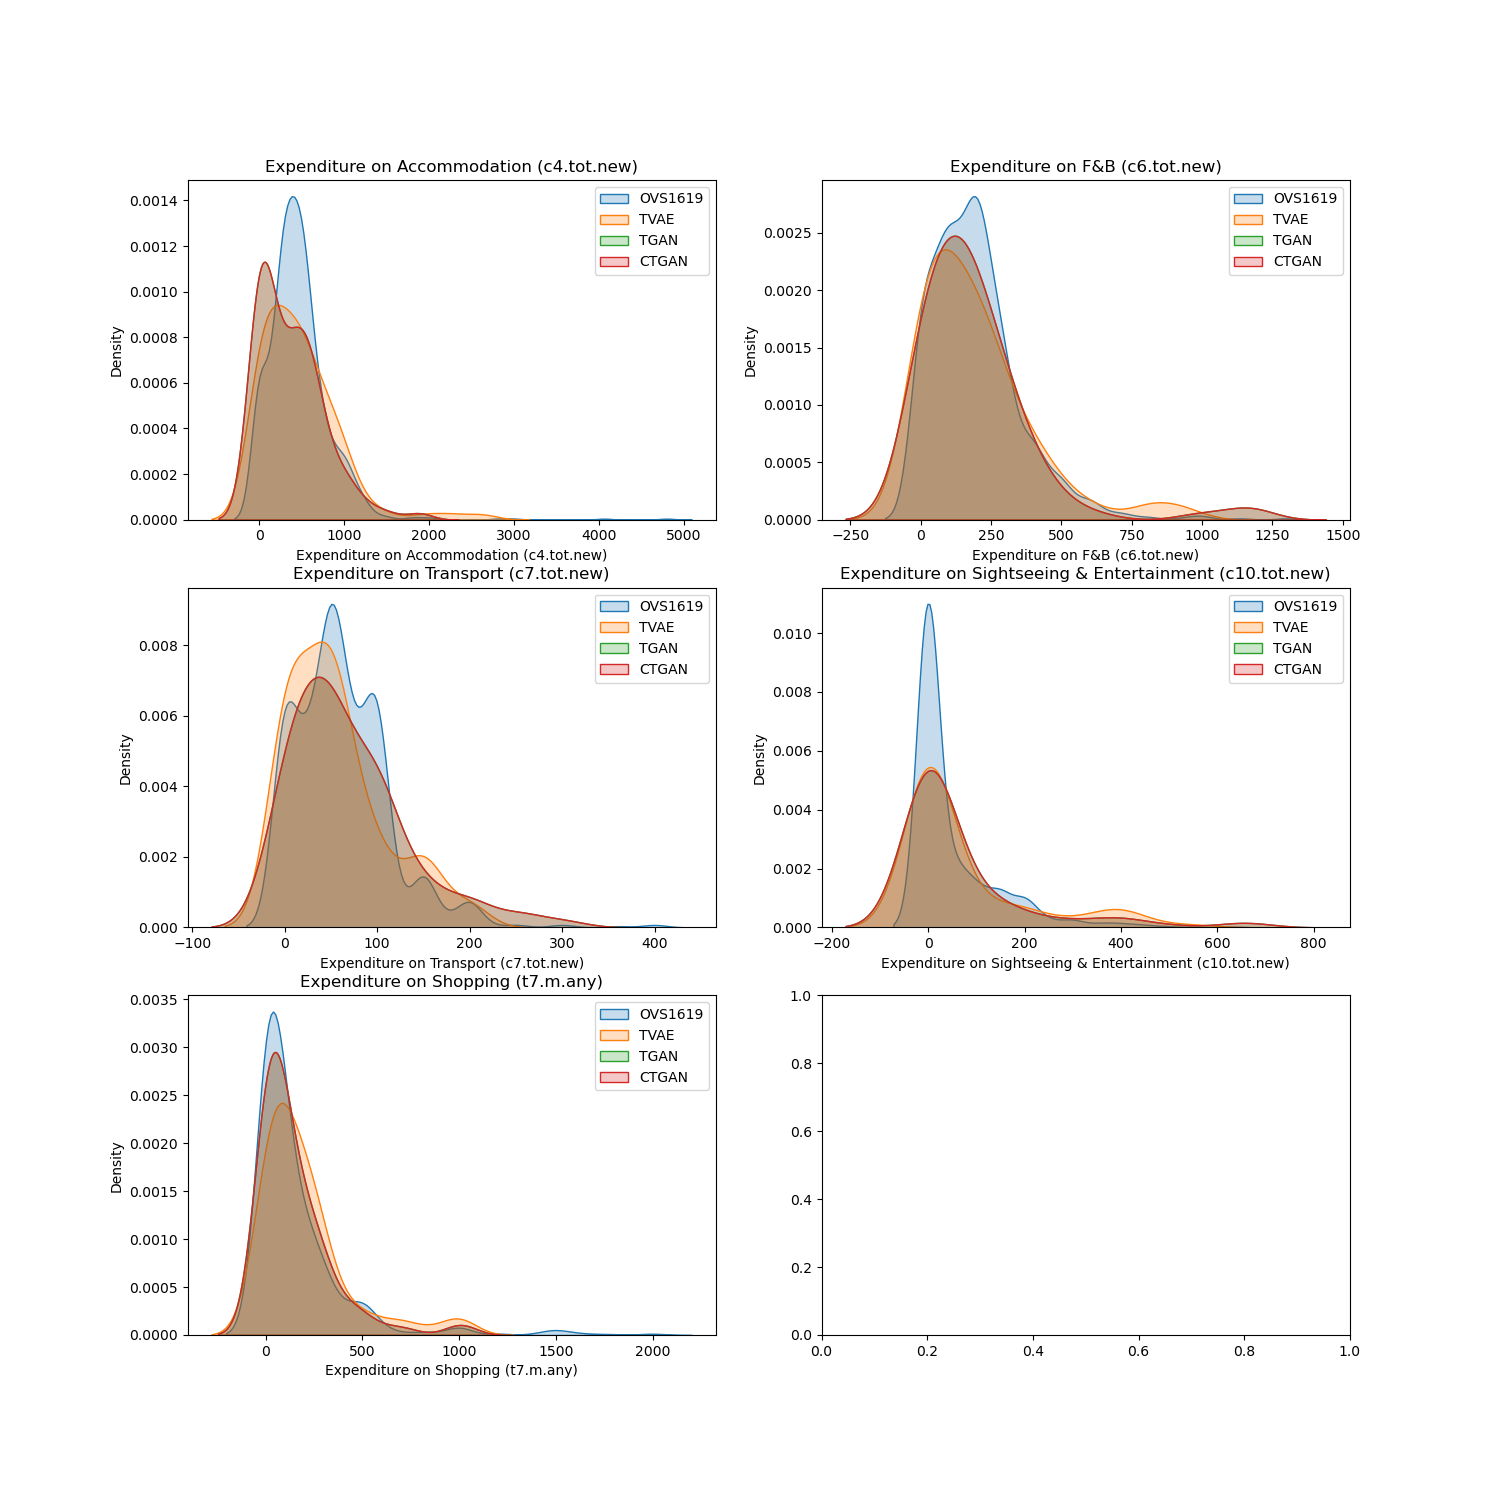 Expenditure on Accommodation (c4.tot.new)
Density
0.0014
0.0012
0.0010
0.0008
0.0006
0.0004
0.0002
0.0000
OVS1619
TVAE
TGAN
CTGAN
0 1000 2000 3000 4000 5000
Expenditure on Accommodation (c4.tot.new)
Expenditure on F&B (c6.tot.new)
Density
0.0025
0.0020
0.0015
0.0010
0.0005
0.0000
OVS1619
TVAE
TGAN
CTGAN
−250 0 250 500 750 1000 1250 1500
Expenditure on F&B (c6.tot.new)
Expenditure on Transport (c7.tot.new)
Density
0.008
0.006
0.004
0.002
0.000
OVS1619
TVAE
TGAN
CTGAN
−100 0 100 200 300 400
Expenditure on Transport (c7.tot.new)
Expenditure on Sightseeing & Entertainment (c10.tot.new)
Density
0.010
0.008
0.006
0.004
0.002
0.000
OVS1619
TVAE
TGAN
CTGAN
−200 0 200 400 600 800
Expenditure on Sightseeing & Entertainment (c10.tot.new)
Expenditure on Shopping (t7.m.any)
Density
0.0035
0.0030
0.0025
0.0020
0.0015
0.0010
0.0005
0.0000
OVS1619
TVAE
TGAN
CTGAN
0 500 1000 1500 2000
Expenditure on Shopping (t7.m.any)
1.0
0.8
0.6
0.4
0.2
0.0
0.0 0.2 0.4 0.6 0.8 1.0